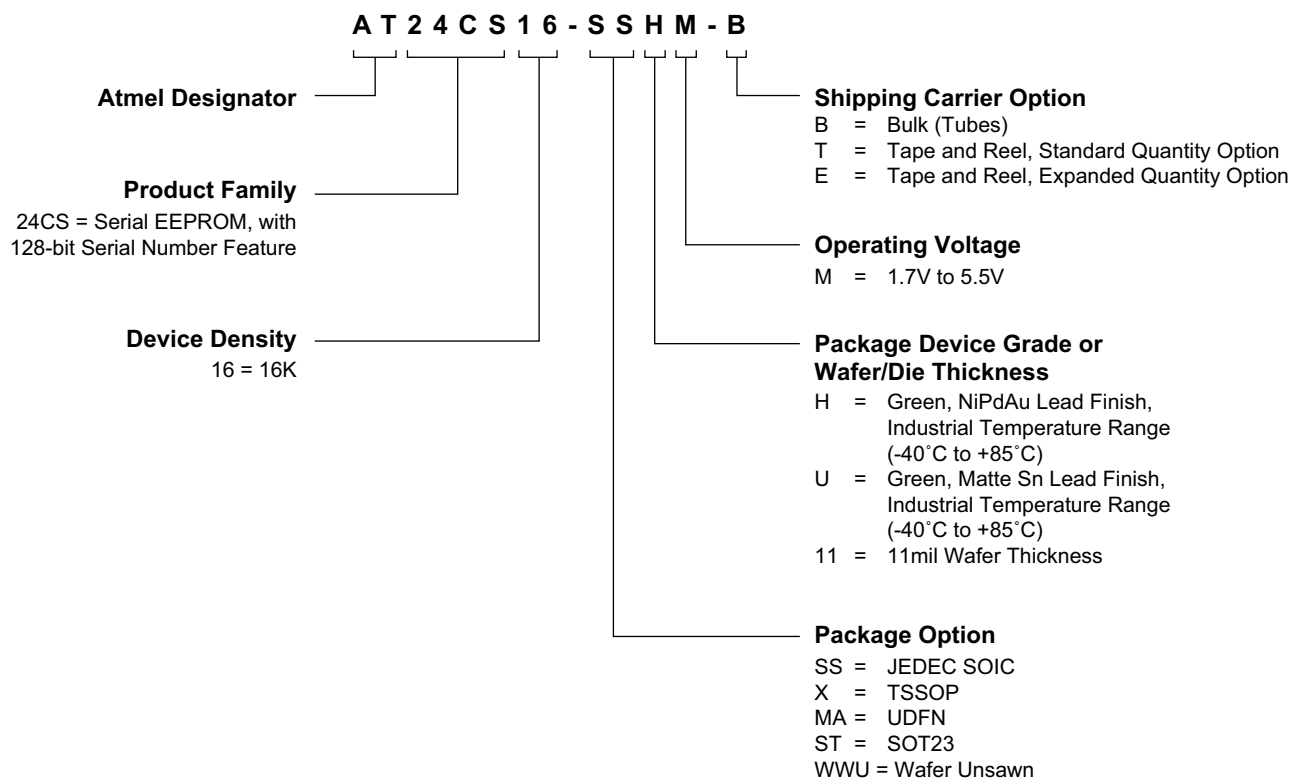 AT24CS16-SSHM-B
Atmel Designator
Product Family
24CS = Serial EEPROM, with
128-bit Serial Number Feature
Device Density
16 = 16K
Shipping Carrier Option
B = Bulk (Tubes)
T = Tape and Reel, Standard Quantity Option
E = Tape and Reel, Expanded Quantity Option
Operating Voltage
M = 1.7V to 5.5V
Package Device Grade or
Wafer/Die Thickness
H = Green, NiPdAu Lead Finish,
Industrial Temperature Range
(-40˚C to +85˚C)
U = Green, Matte Sn Lead Finish,
Industrial Temperature Range
(-40˚C to +85˚C)
11 = 11mil Wafer Thickness
Package Option
SS = JEDEC SOIC
X = TSSOP
MA = UDFN
ST = SOT23
WWU = Wafer Unsawn